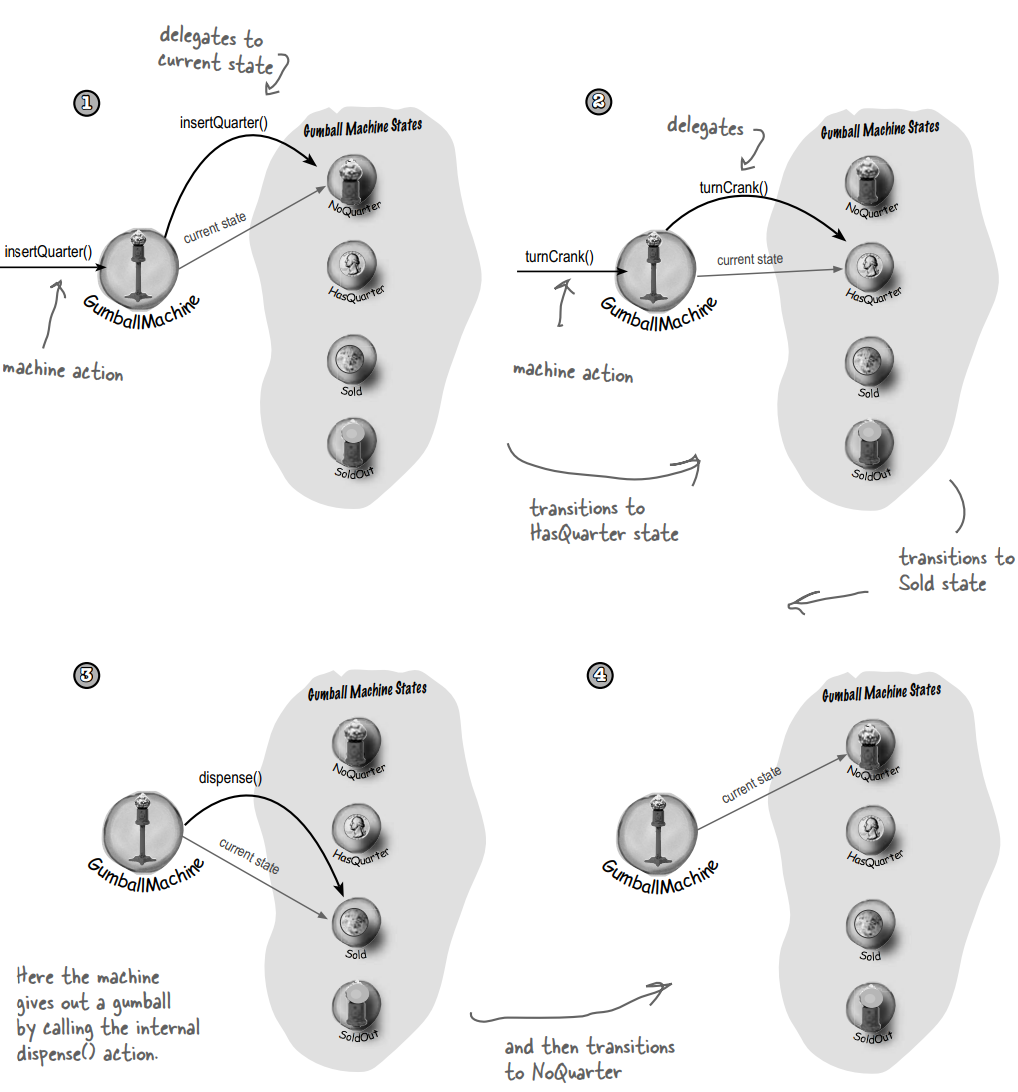 delegates to
current state
1
insertQuarter()
Gumball Machine States
NoQuarter
current state
insertQuarter()
HasQuarter
GumballMachine
machine action
Sold
SoldOut
2
delegates
Gumball Machine States
turnCrank()
NoQuarter
turnCrank()
current state
HasQuarter
GumballMachine
machine action
Sold
SoldOut
transitions to
HasQuarter state
transitions to
Sold state
3
Gumball Machine States
NoQuarter
dispense()
current state
HasQuarter
GumballMachine
Sold
Here the machine
gives out a gumball
by calling the internal
dispense() action.
SoldOut
4
Gumball Machine States
NoQuarter
current state
HasQuarter
GumballMachine
Sold
SoldOut
and then transitions
to NoQuarter